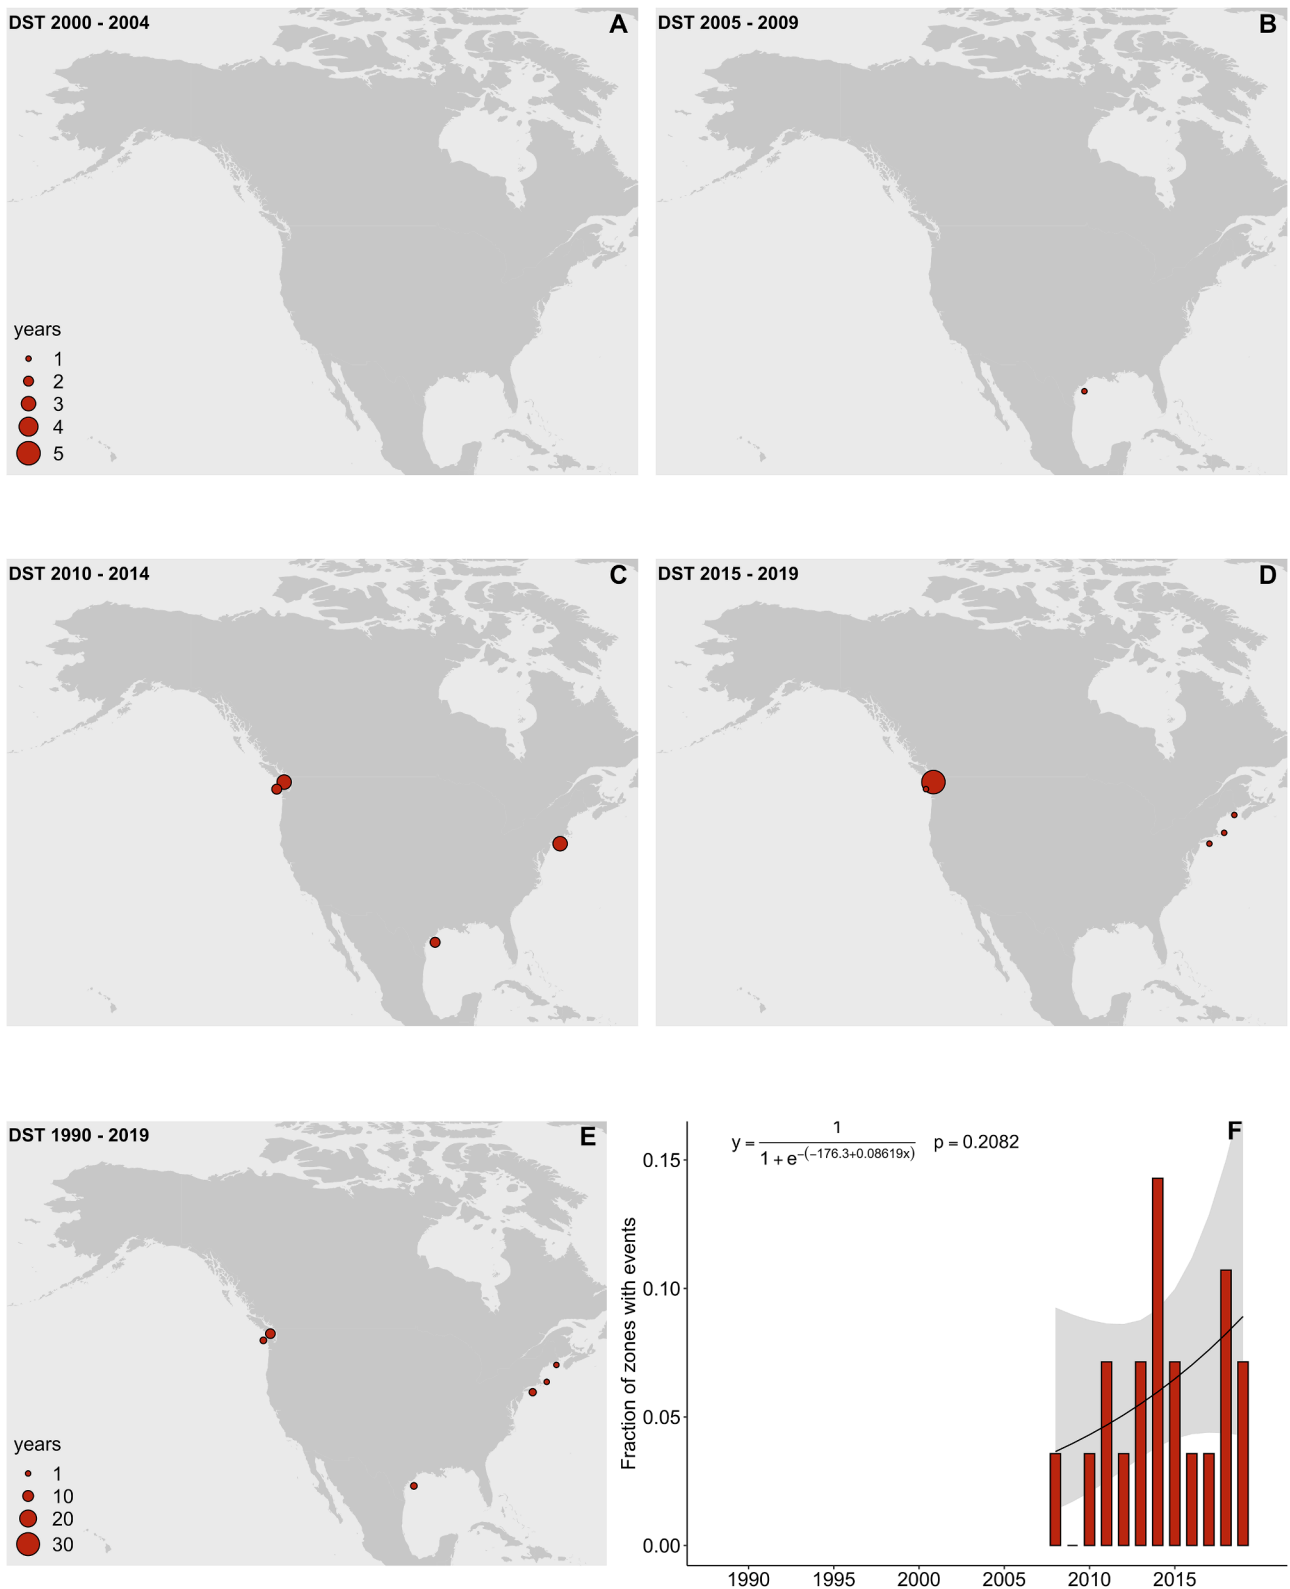 DST 2000 - 2004
A
years
1
2
3
4
5
DST 2005 - 2009
B
DST 2010 - 2014
C
DST 2015 - 2019
D
DST 1990 - 2019
E
years
1
10
20
30
F
y = 1 / 1 + e^−(−176.3+0.08619x) p = 0.2082
Fraction of zones with events
0.15
0.10
0.05
0.00
1990 1995 2000 2005 2010 2015